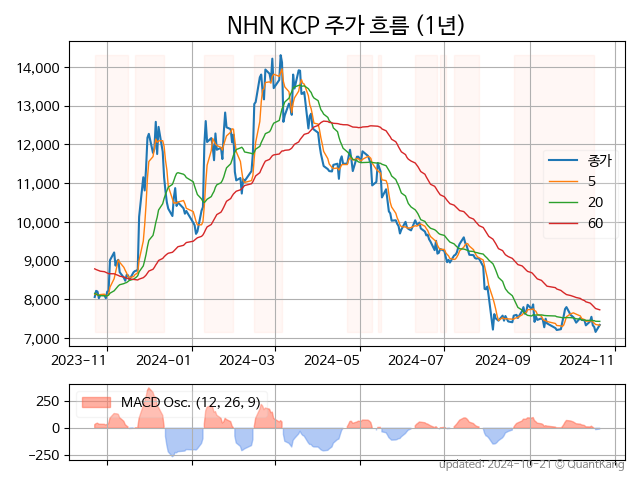 NHN KCP 주가 흐름 (1년)
14,000
13,000
12,000
11,000
10,000
9,000
8,000
7,000
종가
5
20
60
2023-11 2024-01 2024-03 2024-05 2024-07 2024-09 2024-11
250
0
−250
MACD Osc. (12, 26, 9)
updated: 2024-10-21 © QuantKang